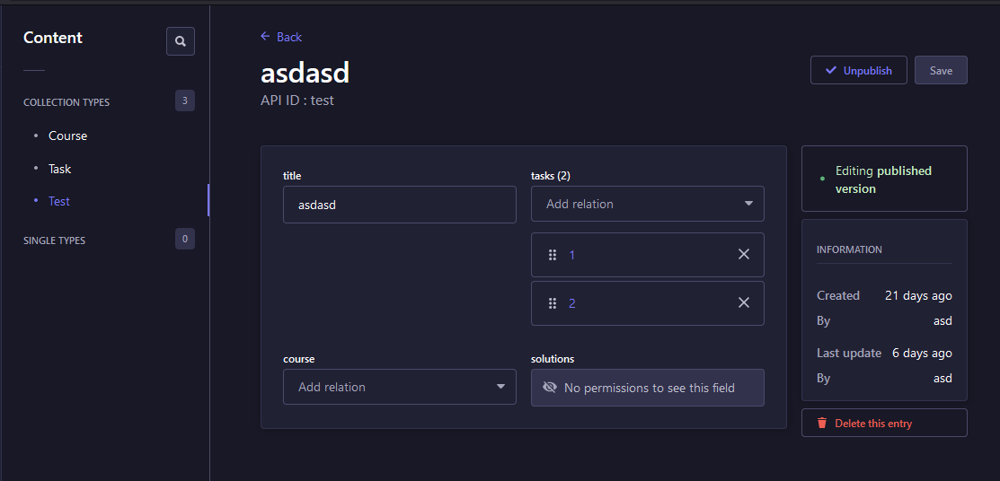 Content
COLLECTION TYPES 3
Course
Task
Test
SINGLE TYPES 0
Back
asdasd
API ID : test
Unpublish
Save
title
asdasd
tasks (2)
Add relation
1
2
course
Add relation
solutions
No permissions to see this field
Editing published
version
INFORMATION
Created 21 days ago
By asd
Last update 6 days ago
By asd
Delete this entry